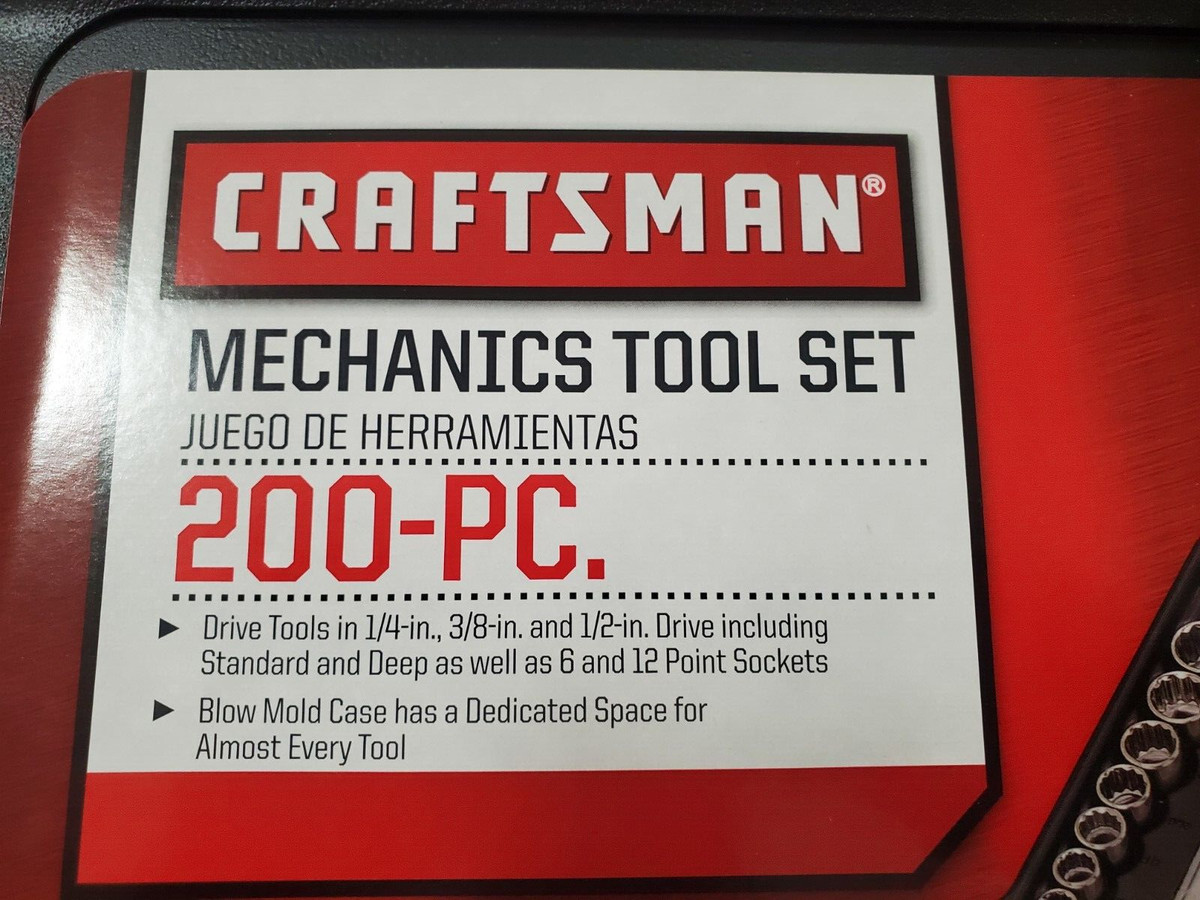 CRAFTSMAN®
MECHANICS TOOL SET
JUEGO DE HERRAMIENTAS
200-PC.
▶ Drive Tools in 1/4-in., 3/8-in. and 1/2-in. Drive including
Standard and Deep as well as 6 and 12 Point Sockets
▶ Blow Mold Case has a Dedicated Space for
Almost Every Tool